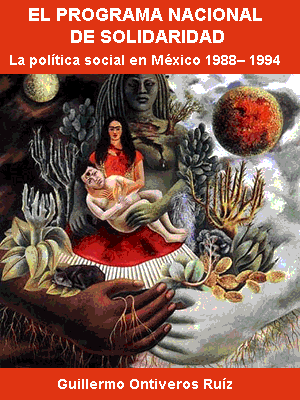 EL PROGRAMA NACIONAL
DE SOLIDARIDAD
La política social en México 1988– 1994
Guillermo Ontiveros Ruíz